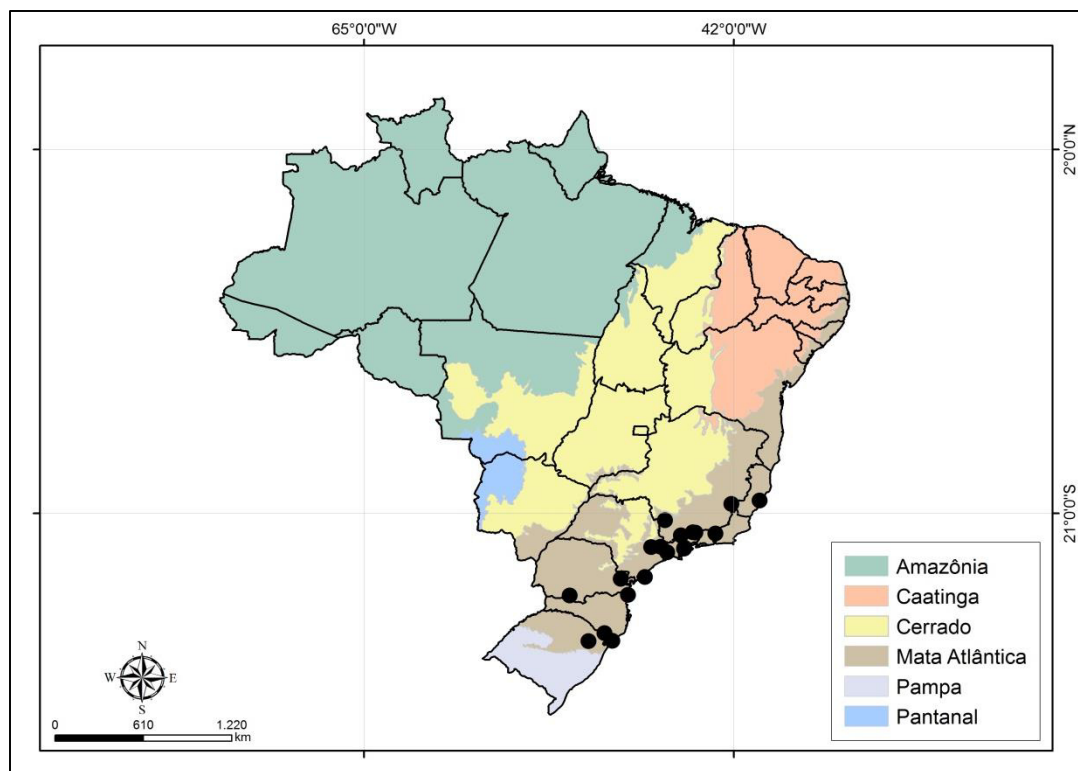 65°0'0"W 42°0'0"W
2°0'0"N
21°0'0"S
Amazônia
Caatinga
Cerrado
Mata Atlântica
Pampa
Pantanal
N
W E
S
0 610 1.220
km